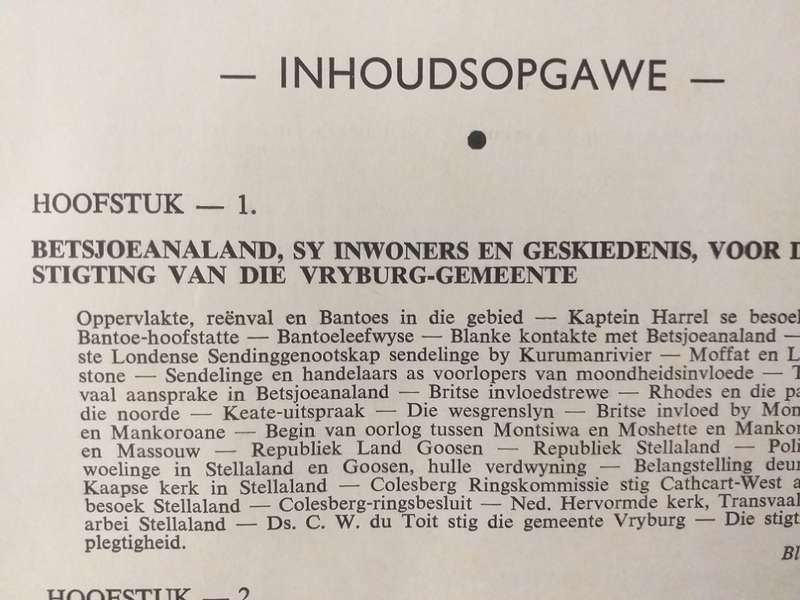 — INHOUDSOPGAWE —
HOOFSTUK — 1.
BETSJOEANALAND, SY INWONERS EN GESKIEDENIS, VOOR
STIGTING VAN DIE VRYBURG-GEMEENTE
Oppervlakte, reënval en Bantoes in die gebied — Kaptein Harrel se
Bantoe-hoofstatte — Bantoeleefwyse — Blanke kontakte met Betsjoeanaland —
ste Londense Sendinggenootskap sendelinge by Kurumanrivier — Moffat en
stone — Sendelinge en handelaars as voorlopers van moondheidsinvloede —
vaal aansprake in Betsjoeanaland — Britse invloedstrewe — Rhodes en die
die noorde — Keate-uitspraak — Die wesgrenslyn — Britse invloed by
en Mankoroane — Begin van oorlog tussen Montsiwa en Moshette en
en Massouw — Republiek Land Goosen — Republiek Stellaland —
woelinge in Stellaland en Goosen, hulle verdwyning — Belangstelling
Kaapse kerk in Stellaland — Colesberg Ringskommissie stig Cathcart-West
besoek Stellaland — Colesberg-ringsbesluit — Ned. Hervormde kerk,
arbei Stellaland — Ds. C. W. du Toit stig die gemeente Vryburg — Die
plegtigheid.
HOOFSTUK — 2